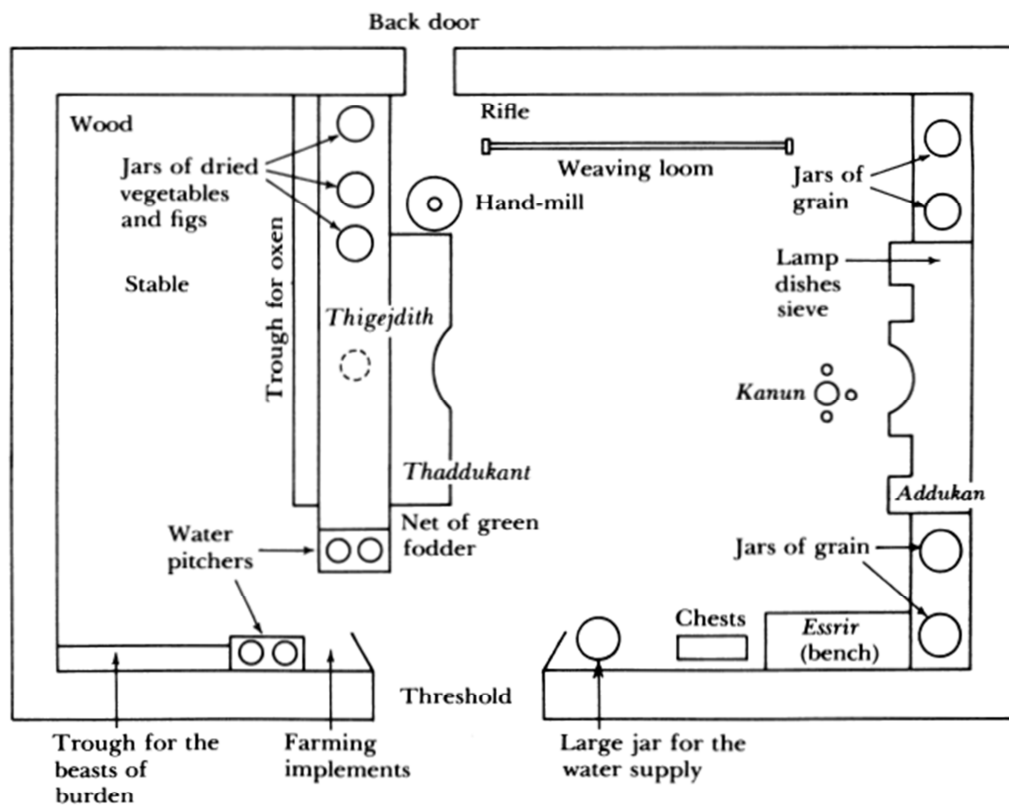 Back door
Wood
Rifle
Jars of dried
vegetables
and figs
Weaving loom
Jars of
grain
Hand-mill
Stable
Trough for oxen
Thigejdith
Lamp
dishes
sieve
Kanun
Thaddukant
Addukan
Water
pitchers
Net of green
fodder
Jars of grain
Chests
Essrir
(bench)
Threshold
Trough for the
beasts of
burden
Farming
implements
Large jar for the
water supply